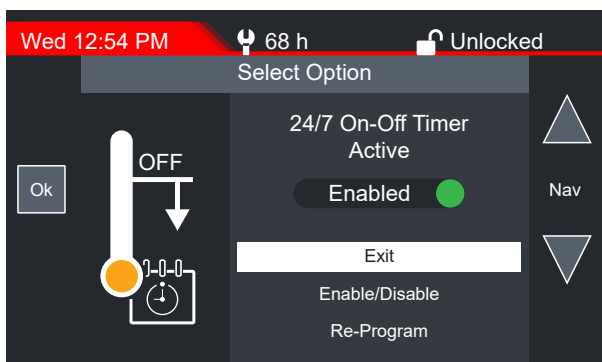 Wed 12:54 PM
68 h
Unlocked
Select Option
24/7 On-Off Timer
Active
OFF
Ok
Enabled
Nav
Exit
Enable/Disable
Re-Program